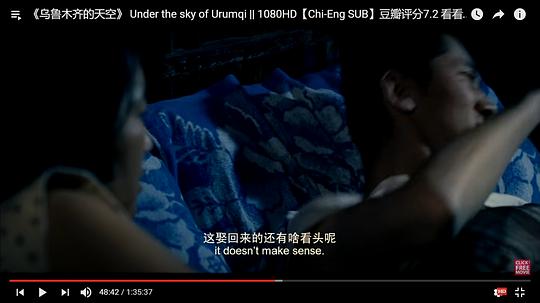 《乌鲁木齐的天空》 Under the sky of Urumqi || 1080HD【Chi-Eng SUB】豆瓣评分7.2 看看...
这娶回来的还有啥看头呢
it doesn't make sense.
CLICK!
FREE
MOVIE
48:42 / 1:35:37
HD